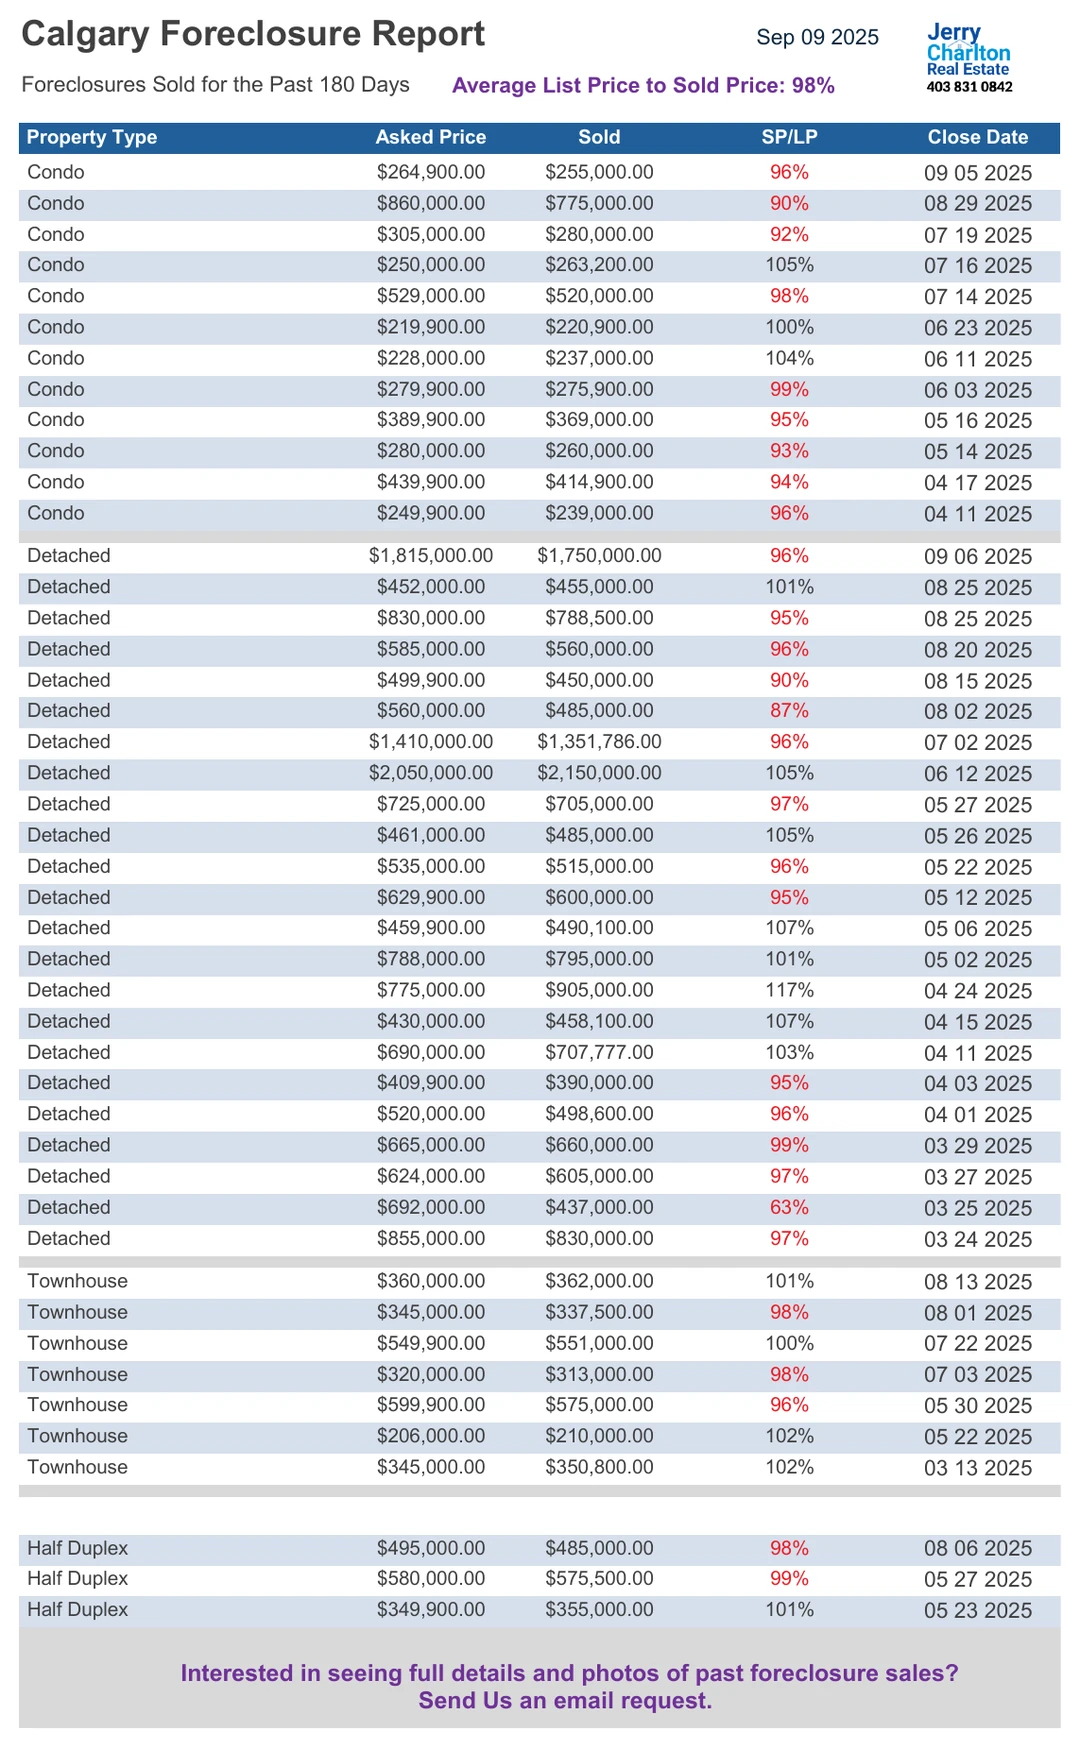 Calgary Foreclosure Report
Sep 09 2025
Jerry
Charlton
Real Estate
403 831 0842
Foreclosures Sold for the Past 180 Days Average List Price to Sold Price: 98%
Property Type Asked Price Sold SP/LP Close Date
Condo $264,900.00 $255,000.00 96% 09 05 2025
Condo $860,000.00 $775,000.00 90% 08 29 2025
Condo $305,000.00 $280,000.00 92% 07 19 2025
Condo $250,000.00 $263,200.00 105% 07 16 2025
Condo $529,000.00 $520,000.00 98% 07 14 2025
Condo $219,900.00 $220,900.00 100% 06 23 2025
Condo $228,000.00 $237,000.00 104% 06 11 2025
Condo $279,900.00 $275,900.00 99% 06 03 2025
Condo $389,900.00 $369,000.00 95% 05 16 2025
Condo $280,000.00 $260,000.00 93% 05 14 2025
Condo $439,900.00 $414,900.00 94% 04 17 2025
Condo $249,900.00 $239,000.00 96% 04 11 2025
Detached $1,815,000.00 $1,750,000.00 96% 09 06 2025
Detached $452,000.00 $455,000.00 101% 08 25 2025
Detached $830,000.00 $788,500.00 95% 08 25 2025
Detached $585,000.00 $560,000.00 96% 08 20 2025
Detached $499,900.00 $450,000.00 90% 08 15 2025
Detached $560,000.00 $485,000.00 87% 08 02 2025
Detached $1,410,000.00 $1,351,786.00 96% 07 02 2025
Detached $2,050,000.00 $2,150,000.00 105% 06 12 2025
Detached $725,000.00 $705,000.00 97% 05 27 2025
Detached $461,000.00 $485,000.00 105% 05 26 2025
Detached $535,000.00 $515,000.00 96% 05 22 2025
Detached $629,900.00 $600,000.00 95% 05 12 2025
Detached $459,900.00 $490,100.00 107% 05 06 2025
Detached $788,000.00 $795,000.00 101% 05 02 2025
Detached $775,000.00 $905,000.00 117% 04 24 2025
Detached $430,000.00 $458,100.00 107% 04 15 2025
Detached $690,000.00 $707,777.00 103% 04 11 2025
Detached $409,900.00 $390,000.00 95% 04 03 2025
Detached $520,000.00 $498,600.00 96% 04 01 2025
Detached $665,000.00 $660,000.00 99% 03 29 2025
Detached $624,000.00 $605,000.00 97% 03 27 2025
Detached $692,000.00 $437,000.00 63% 03 25 2025
Detached $855,000.00 $830,000.00 97% 03 24 2025
Townhouse $360,000.00 $362,000.00 101% 08 13 2025
Townhouse $345,000.00 $337,500.00 98% 08 01 2025
Townhouse $549,900.00 $551,000.00 100% 07 22 2025
Townhouse $320,000.00 $313,000.00 98% 07 03 2025
Townhouse $599,900.00 $575,000.00 96% 05 30 2025
Townhouse $206,000.00 $210,000.00 102% 05 22 2025
Townhouse $345,000.00 $350,800.00 102% 03 13 2025
Half Duplex $495,000.00 $485,000.00 98% 08 06 2025
Half Duplex $580,000.00 $575,500.00 99% 05 27 2025
Half Duplex $349,900.00 $355,000.00 101% 05 23 2025
Interested in seeing full details and photos of past foreclosure sales?
Send Us an email request.